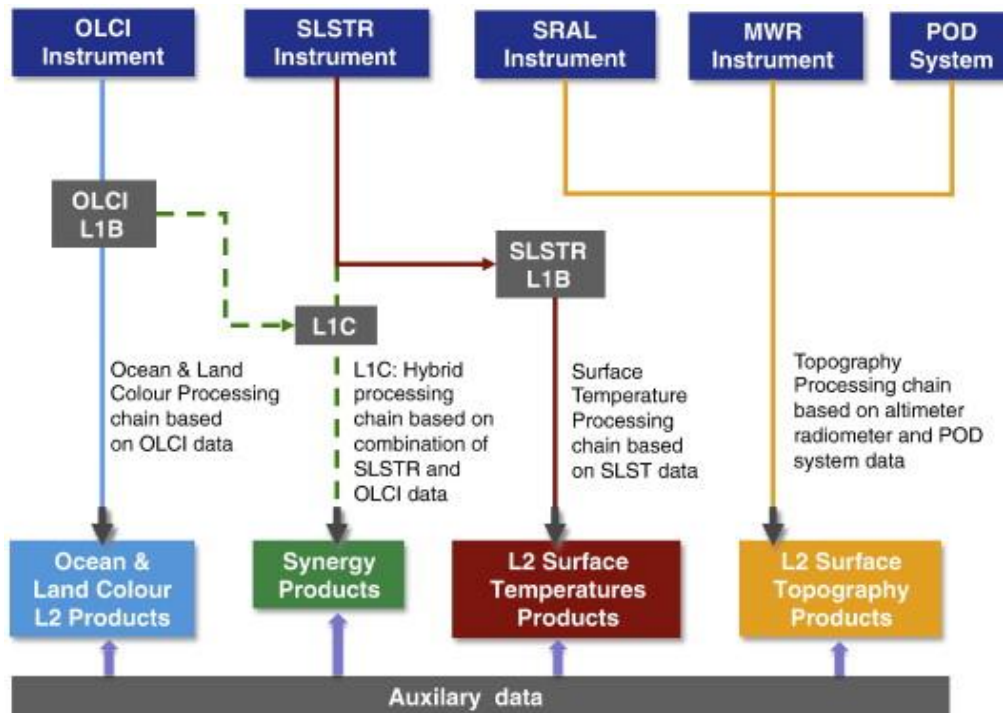 OLCI
Instrument
SLSTR
Instrument
SRAL
Instrument
MWR
Instrument
POD
System
OLCI
L1B
SLSTR
L1B
L1C
Ocean & Land
Colour Processing
chain based
on OLCI data
L1C: Hybrid
processing
chain based on
combination of
SLSTR and
OLCI data
Surface
Temperature
Processing
chain based
on SLST data
Topography
Processing chain
based on altimeter
radiometer and POD
system data
Ocean &
Land Colour
L2 Products
Synergy
Products
L2 Surface
Temperatures
Products
L2 Surface
Topography
Products
Auxilary data